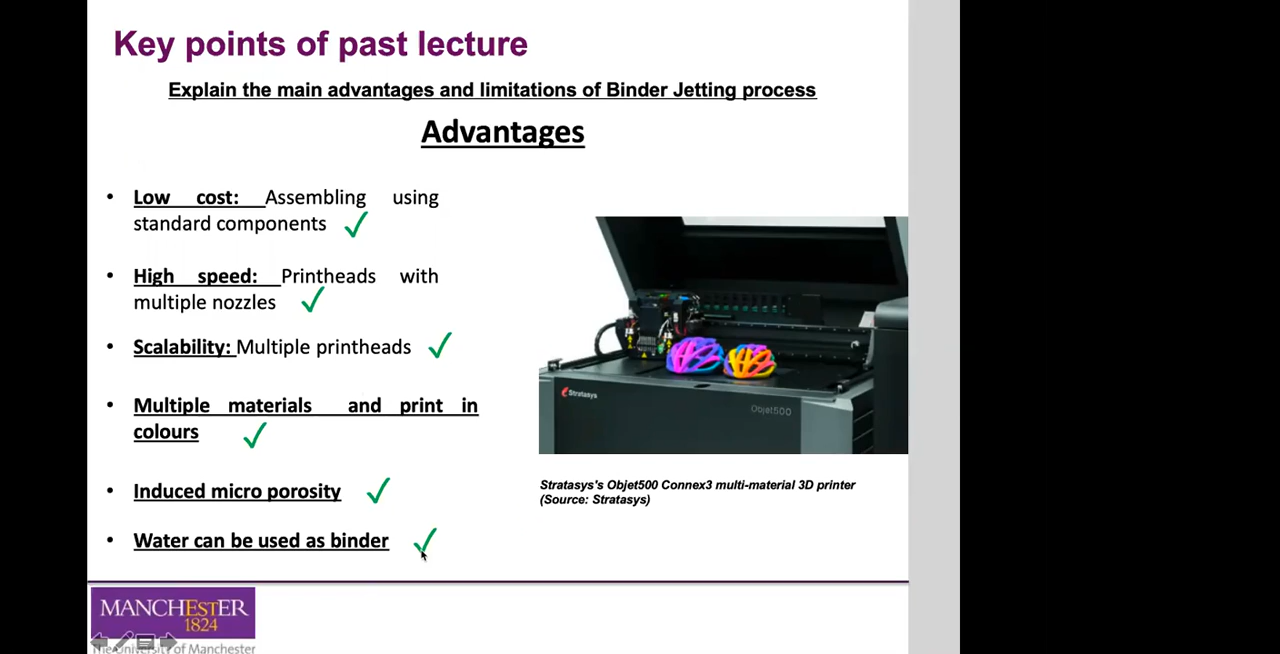 Key points of past lecture
Explain the main advantages and limitations of Binder Jetting process
Advantages
• Low cost: Assembling using
standard components
• High speed: Printheads with
multiple nozzles
• Scalability: Multiple printheads
• Multiple materials and print in
colours
• Induced micro porosity
• Water can be used as binder
Stratasys
Objet500
Stratasys's Objet500 Connex3 multi-material 3D printer
(Source: Stratasys)
MANCHESTER
1824
The University of Manchester